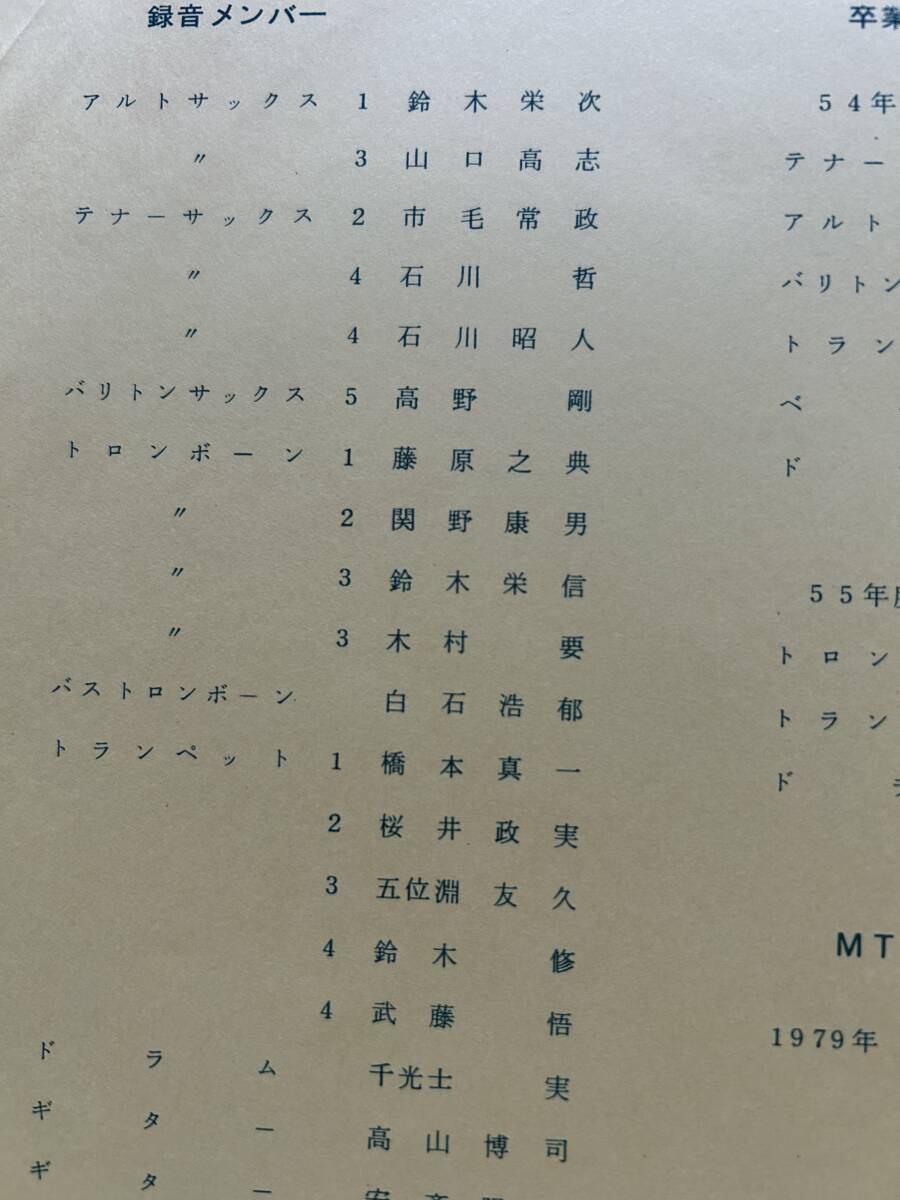 録音メンバー
アルトサックス 1 鈴木栄次
〃 3 山口高志
テナーサックス 2 市毛常政
〃 4 石川 哲
〃 4 石川昭人
バリトンサックス 5 高野 剛
トロンボーン 1 藤原之典
〃 2 関野康男
〃 3 鈴木栄信
〃 3 木村 要
バストロンボーン 白石浩郁
トランペット 1 橋本真一
2 桜井政実
3 五位淵友久
4 鈴木 修
4 武藤 悟
ドラム 千光士 実
ギター 高山博司
ギター
卒業
54年
テナー
アルト
バリトン
トラン
ベ
ド
55年度
トロン
トラン
ド
MT
1979年